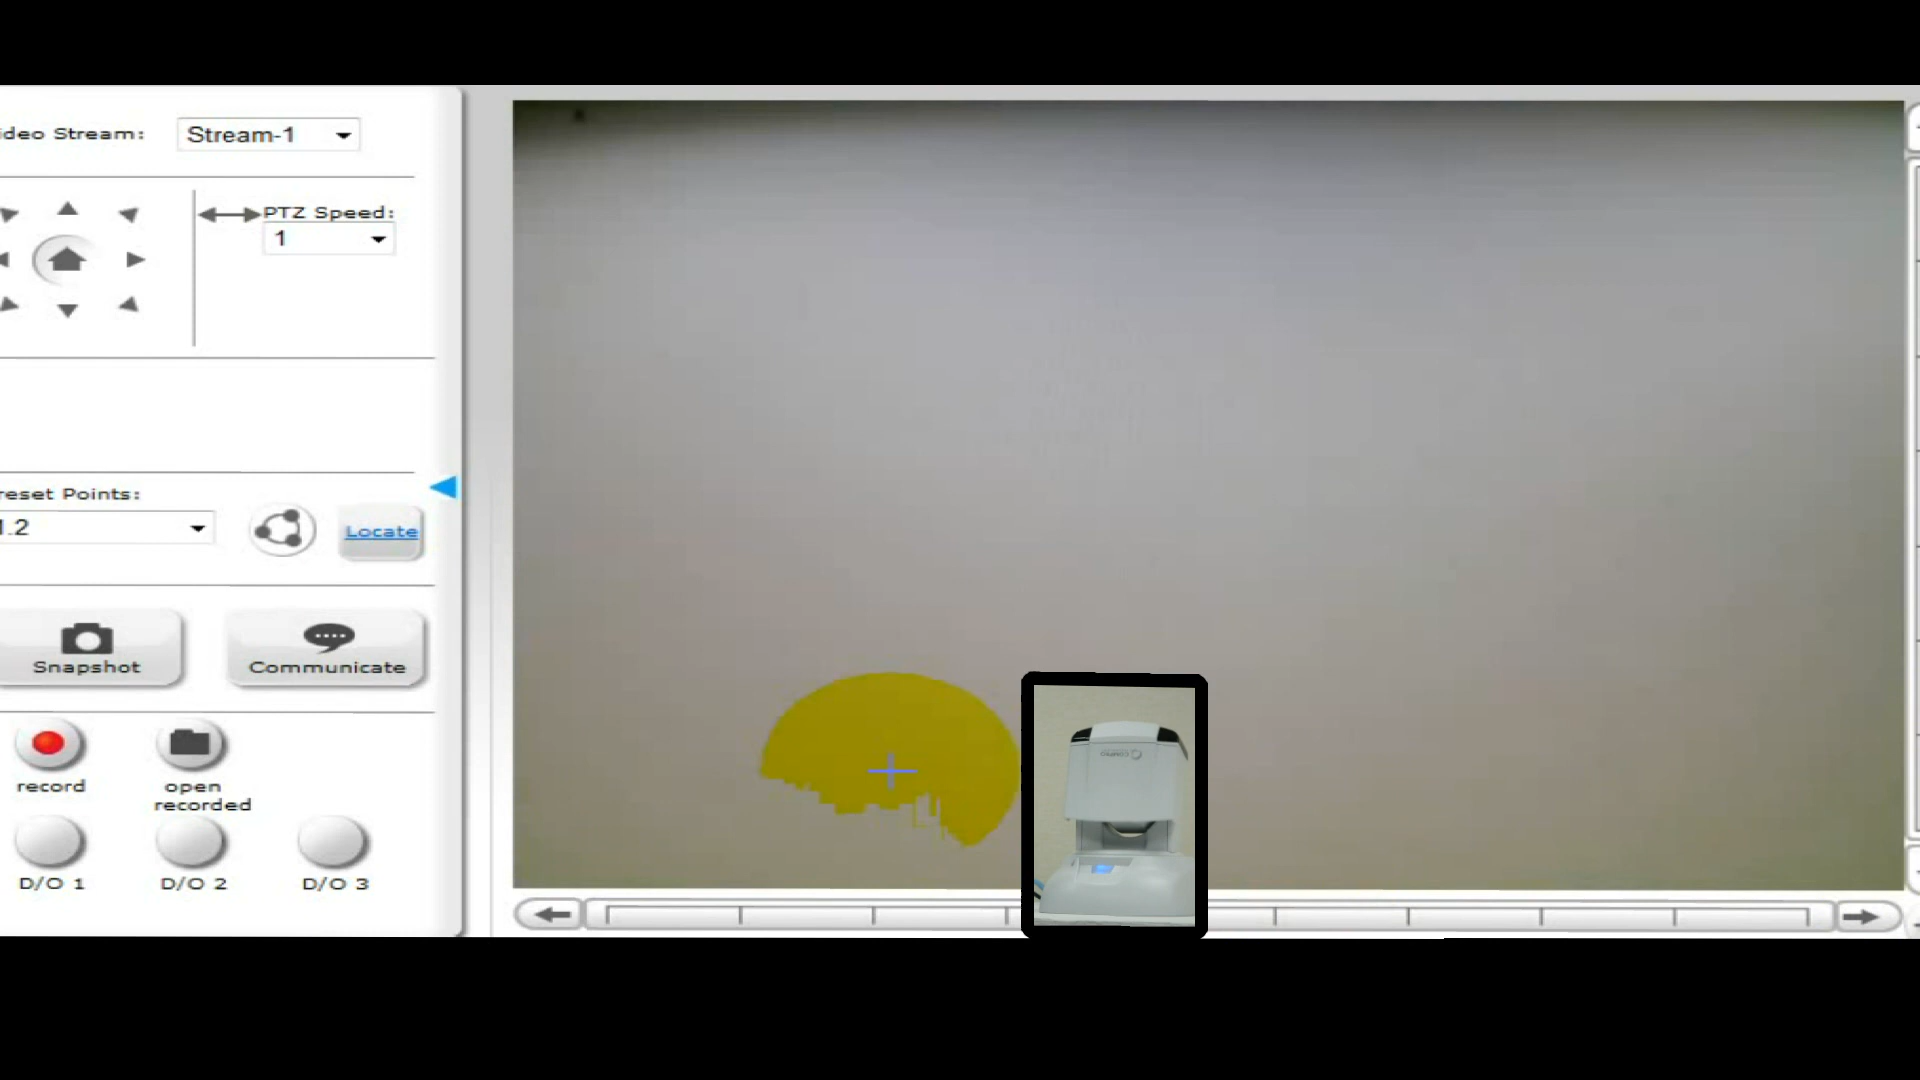 ideo Stream:
Stream-1
PTZ Speed:
1
reset Points:
1.2
Locate
Snapshot
Communicate
record
open
recorded
D/O 1
D/O 2
D/O 3